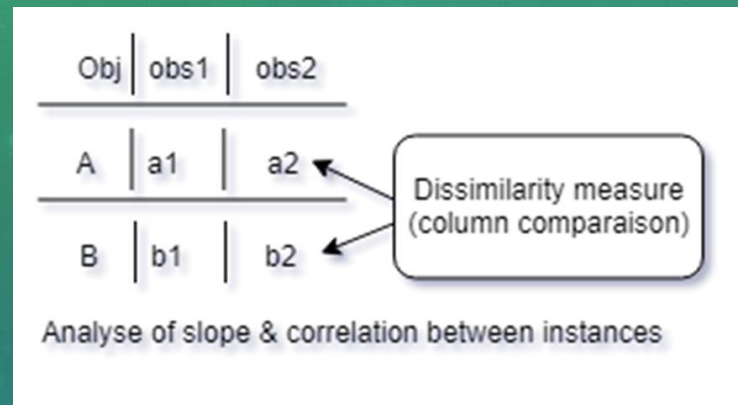 Obj obs1 obs2
A a1 a2
Dissimilarity measure
(column comparaison)
B b1 b2
Analyse of slope & correlation between instances